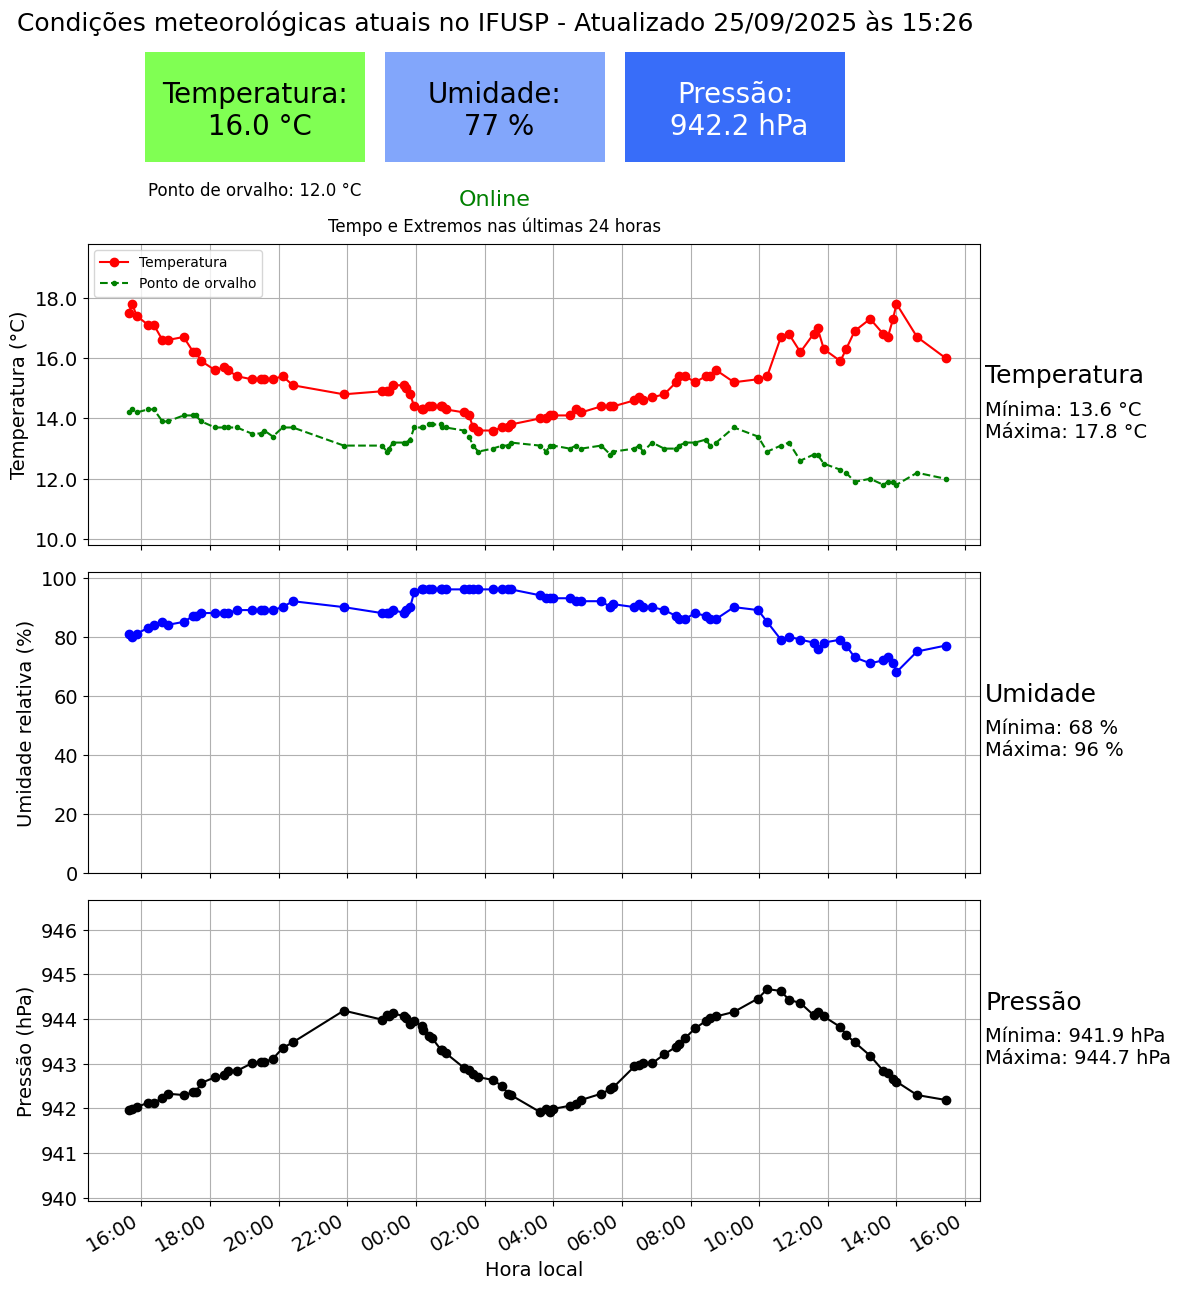 Condições meteorológicas atuais no IFUSP - Atualizado 25/09/2025 às 15:26
Temperatura:
16.0 °C
Umidade:
77 %
Pressão:
942.2 hPa
Ponto de orvalho: 12.0 °C
Online
Tempo e Extremos nas últimas 24 horas
Temperatura
Ponto de orvalho
Temperatura (°C)
18.0
16.0
14.0
12.0
10.0
Temperatura
Mínima: 13.6 °C
Máxima: 17.8 °C
Umidade relativa (%)
100
80
60
40
20
0
Umidade
Mínima: 68 %
Máxima: 96 %
Pressão (hPa)
946
945
944
943
942
941
940
Pressão
Mínima: 941.9 hPa
Máxima: 944.7 hPa
16:00 18:00 20:00 22:00 00:00 02:00 04:00 06:00 08:00 10:00 12:00 14:00 16:00
Hora local